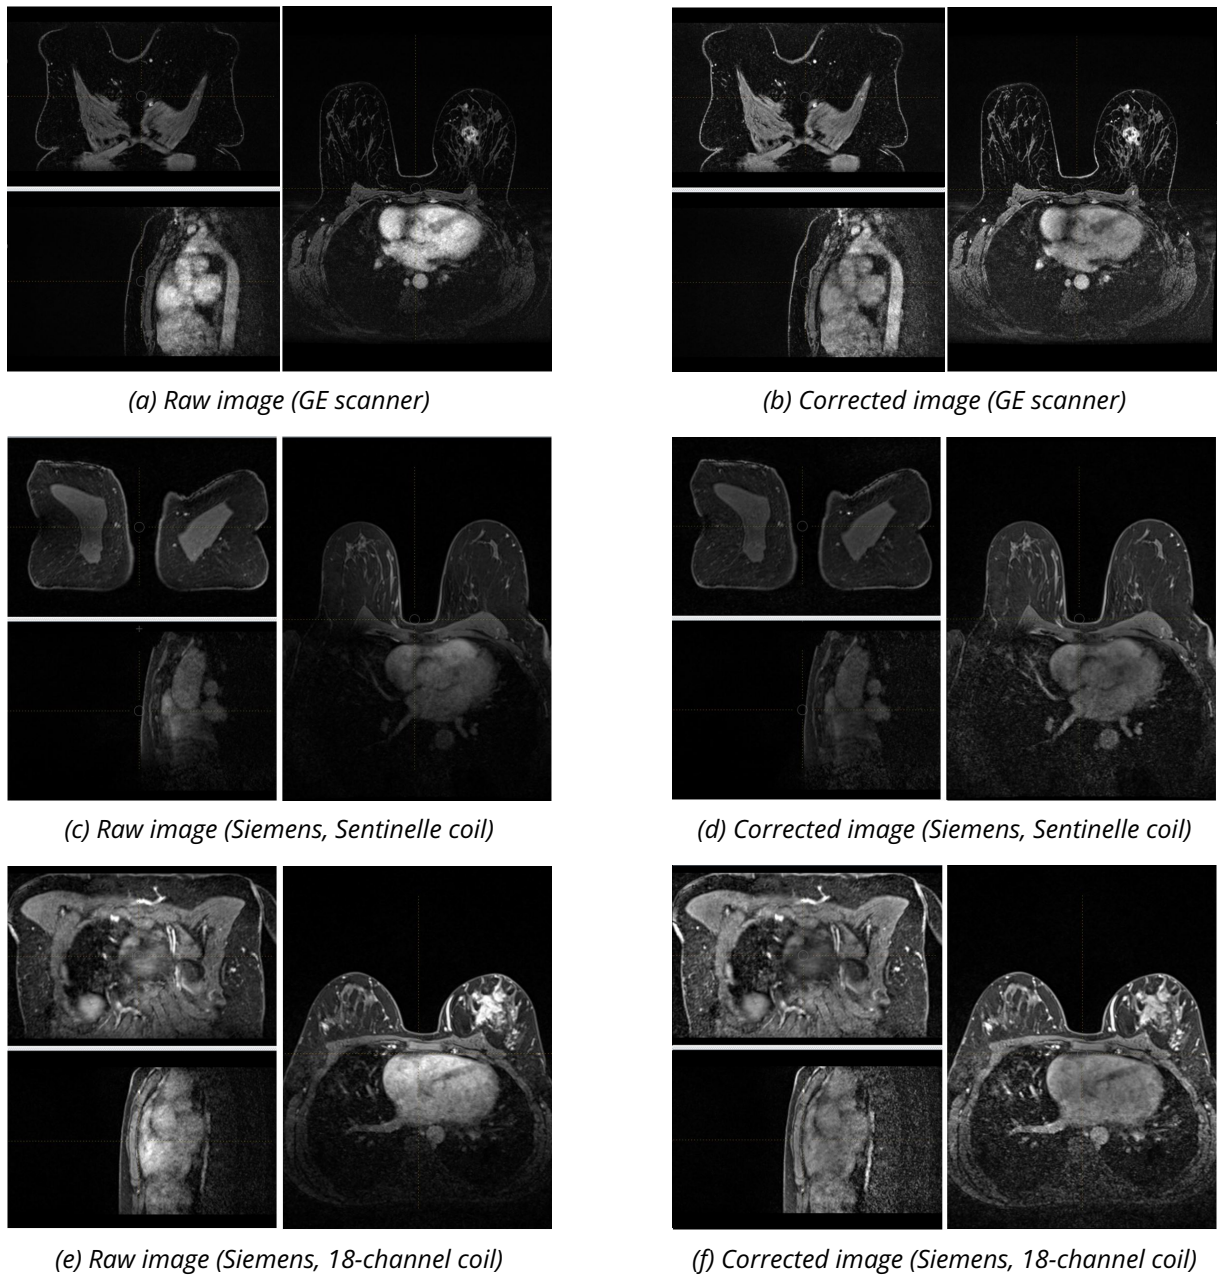 (a) Raw image (GE scanner)
(b) Corrected image (GE scanner)
(c) Raw image (Siemens, Sentinelle coil)
(d) Corrected image (Siemens, Sentinelle coil)
(e) Raw image (Siemens, 18-channel coil)
(f) Corrected image (Siemens, 18-channel coil)